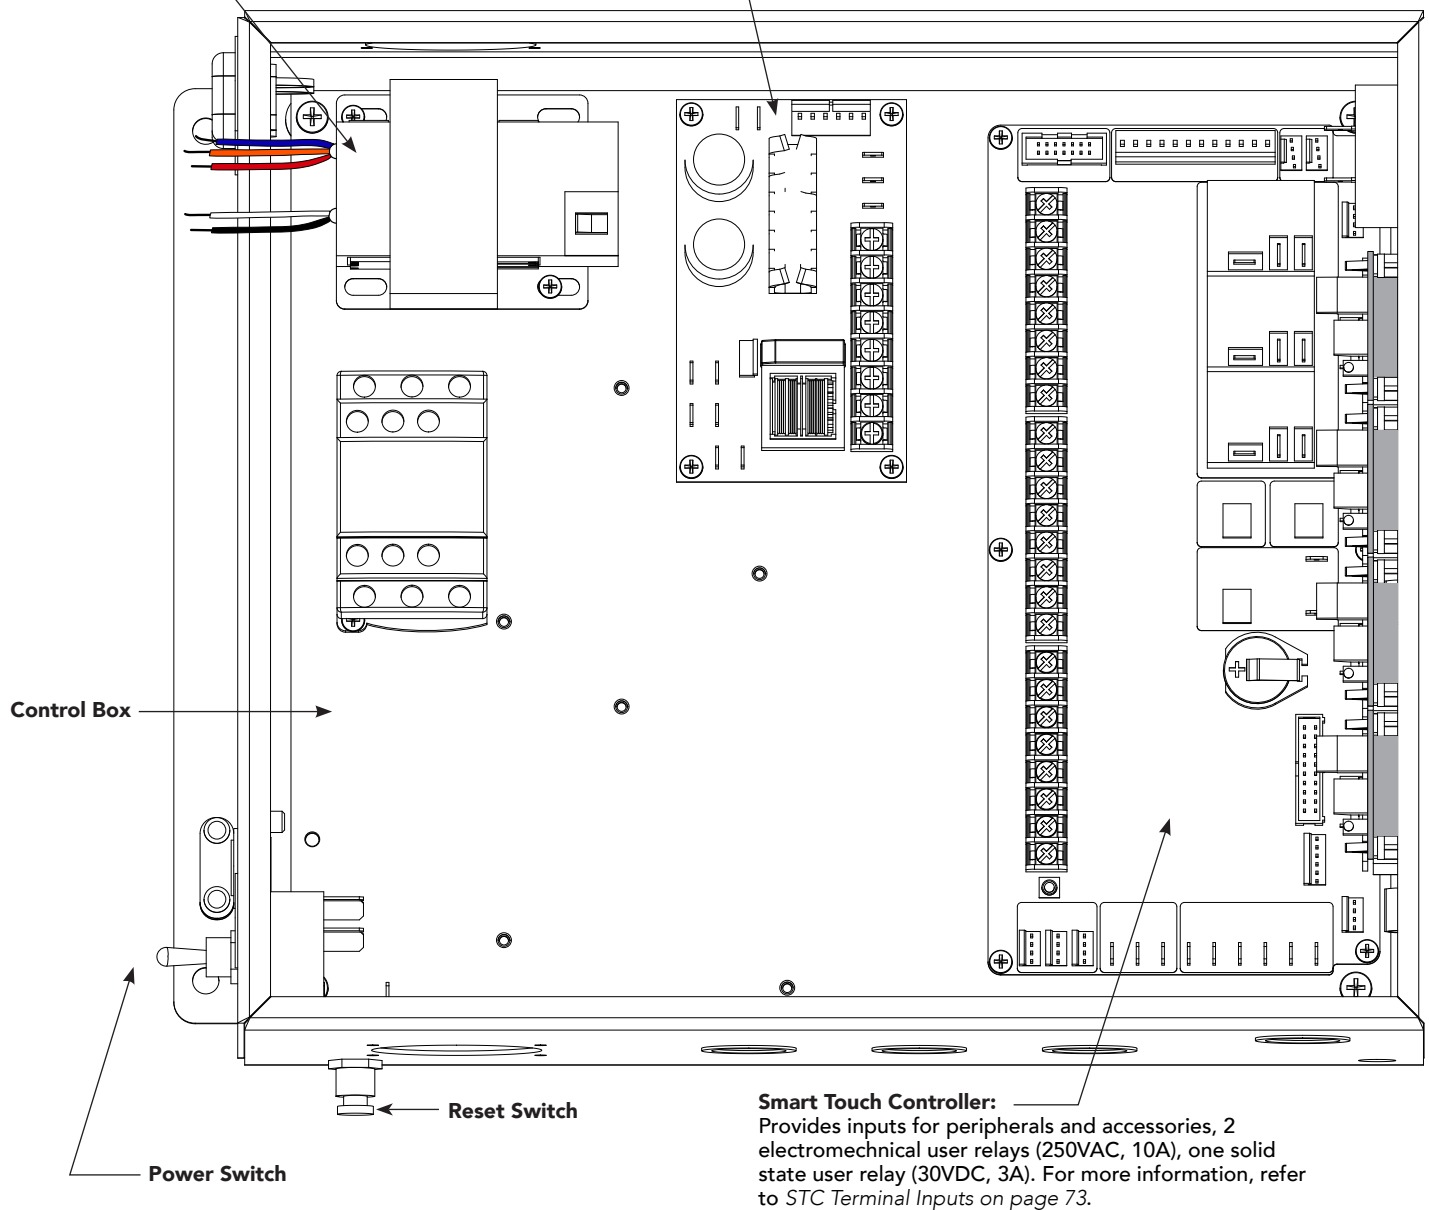 Control Box
Reset Switch
Power Switch
Smart Touch Controller:
Provides inputs for peripherals and accessories, 2
electromechnical user relays (250VAC, 10A), one solid
state user relay (30VDC, 3A). For more information, refer
to STC Terminal Inputs on page 73.